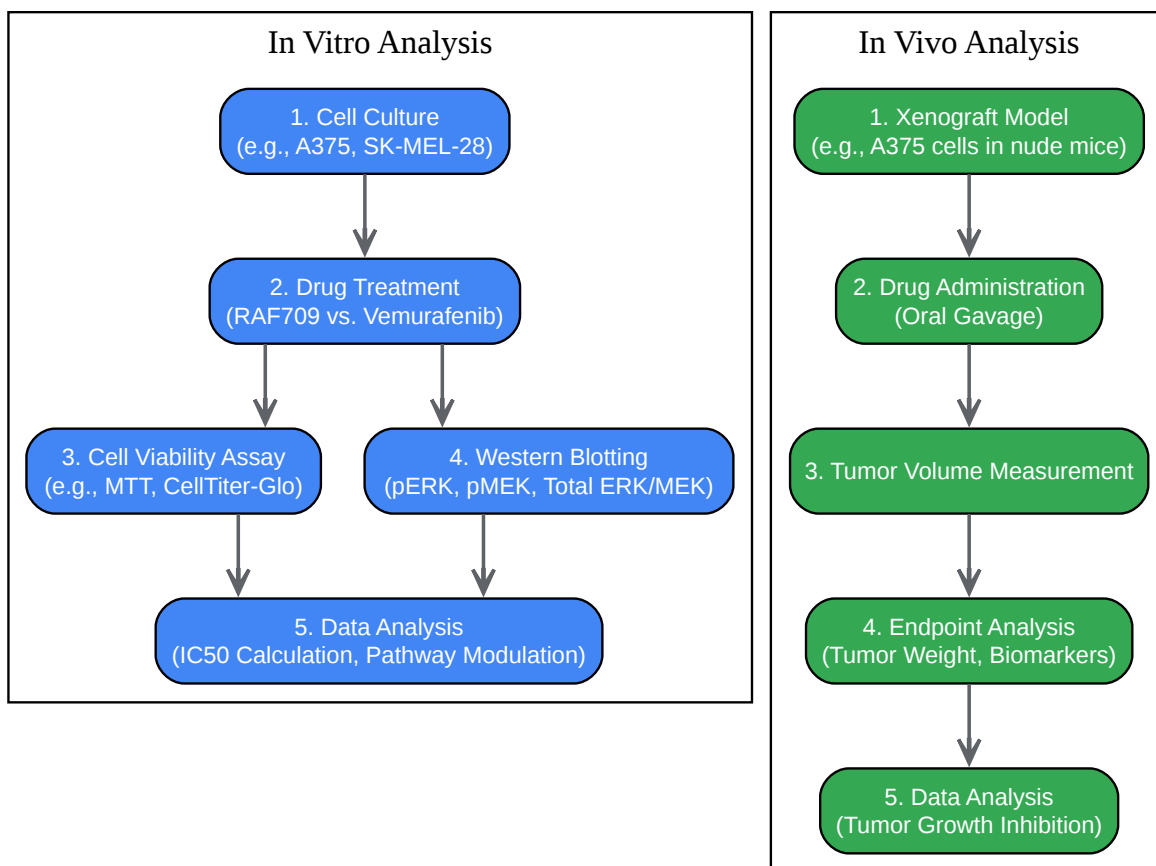 In Vitro Analysis
1. Cell Culture
(e.g., A375, SK-MEL-28)
2. Drug Treatment
(RAF709 vs. Vemurafenib)
3. Cell Viability Assay
(e.g., MTT, CellTiter-Glo)
4. Western Blotting
(pERK, pMEK, Total ERK/MEK)
5. Data Analysis
(IC50 Calculation, Pathway Modulation)
In Vivo Analysis
1. Xenograft Model
(e.g., A375 cells in nude mice)
2. Drug Administration
(Oral Gavage)
3. Tumor Volume Measurement
4. Endpoint Analysis
(Tumor Weight, Biomarkers)
5. Data Analysis
(Tumor Growth Inhibition)